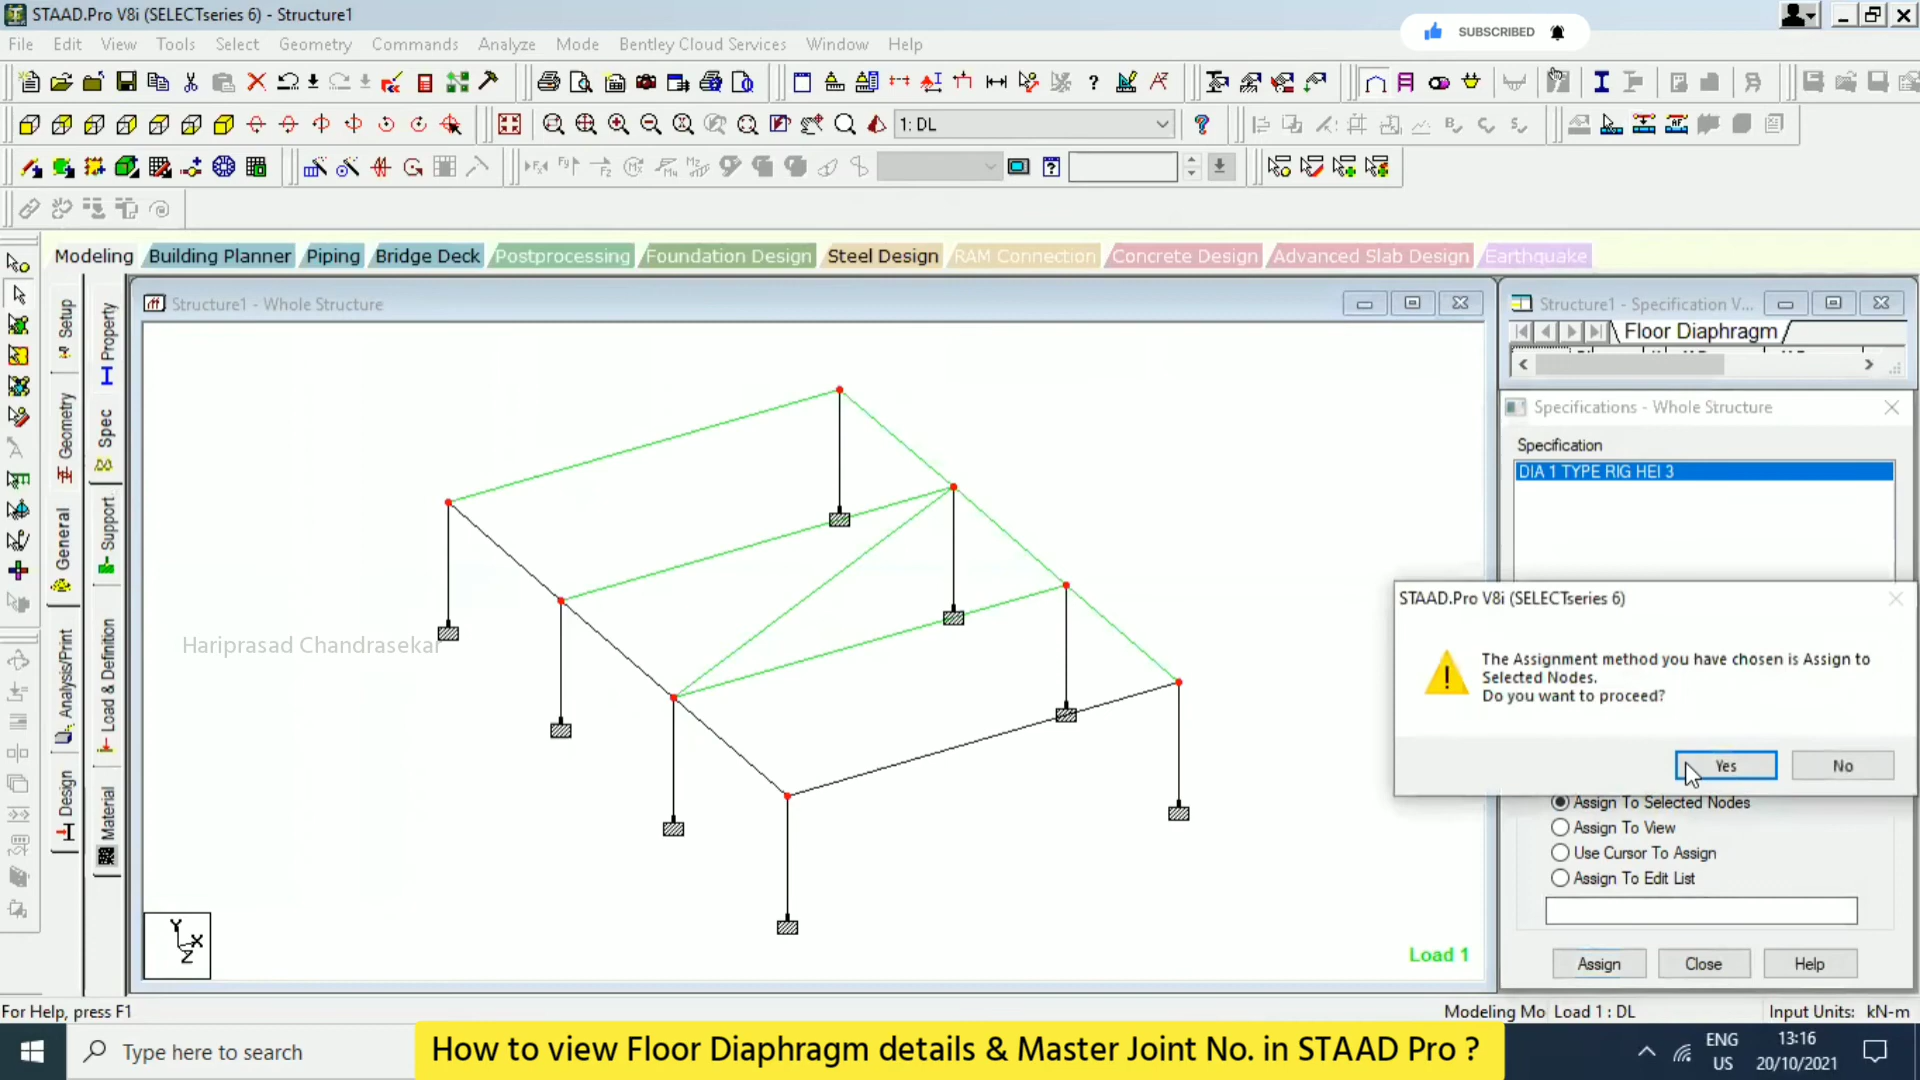 STAAD.Pro V8i (SELECTseries 6) - Structure1
SUBSCRIBED
File Edit View Tools Select Geometry Commands Analyze Mode Bentley Cloud Services Window Help
1: DL
Modeling Building Planner Piping Bridge Deck Postprocessing Foundation Design Steel Design RAM Connection Concrete Design Advanced Slab Design Earthquake
Structure1 - Whole Structure
Structure1 - Specification V...
Floor Diaphragm
Setup
Geometry
General
Analysis/Print
Design
Property
Spec
Support
Load & Definition
Material
Specifications - Whole Structure
Specification
DIA 1 TYPE RIG HEI 3
STAAD.Pro V8i (SELECTseries 6)
The Assignment method you have chosen is Assign to
Selected Nodes.
Do you want to proceed?
Yes No
Assign To Selected Nodes
Assign To View
Use Cursor To Assign
Assign To Edit List
Assign Close Help
Hariprasad Chandrasekar
Y
X
Z
Load 1
For Help, press F1
Modeling Mo Load 1 : DL Input Units: kN-m
Type here to search
How to view Floor Diaphragm details & Master Joint No. in STAAD Pro ?
ENG
US
13:16
20/10/2021